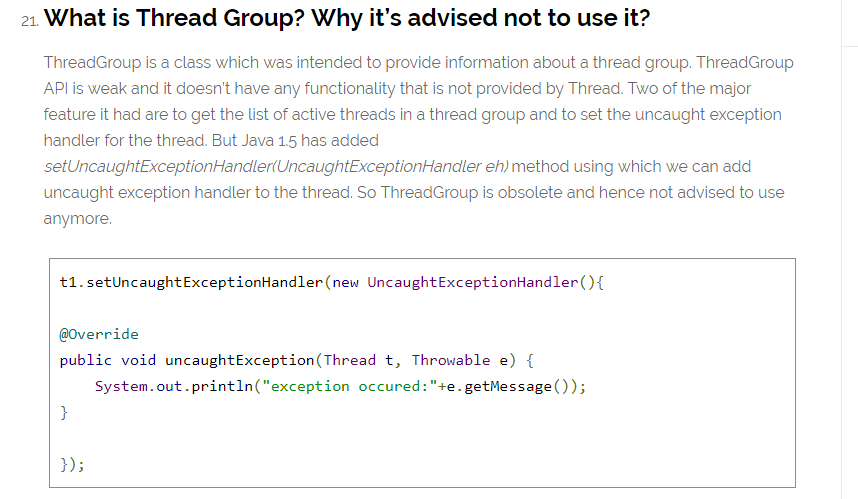 21. What is Thread Group? Why it’s advised not to use it?
ThreadGroup is a class which was intended to provide information about a thread group. ThreadGroup
API is weak and it doesn't have any functionality that is not provided by Thread. Two of the major
feature it had are to get the list of active threads in a thread group and to set the uncaught exception
handler for the thread. But Java 1.5 has added
setUncaughtExceptionHandler(UncaughtExceptionHandler eh) method using which we can add
uncaught exception handler to the thread. So ThreadGroup is obsolete and hence not advised to use
anymore.
t1.setUncaughtExceptionHandler(new UncaughtExceptionHandler(){
@Override
public void uncaughtException(Thread t, Throwable e) {
System.out.println("exception occured:"+e.getMessage());
}
});